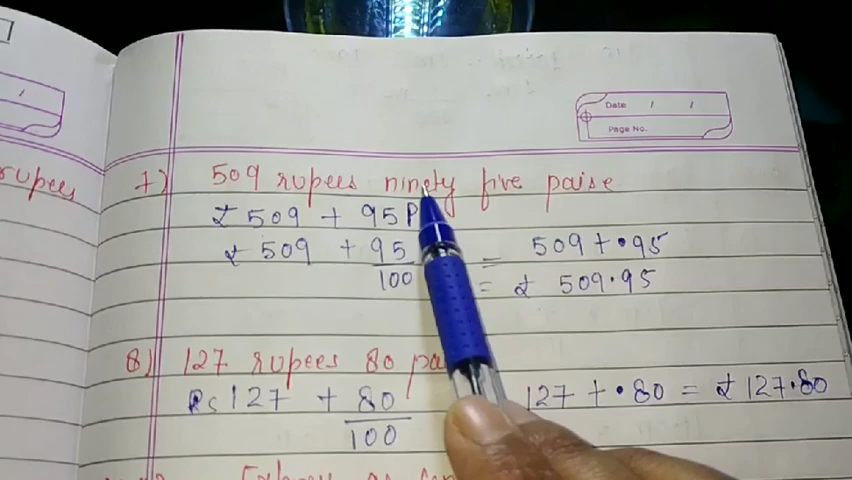 Date / /
Page No.
rupees
7) 509 rupees ninety five paise
₹ 509 + 95P
₹ 509 + 95/100 = 509 + .95
= ₹ 509.95
8) 127 rupees 80 pa
Rs 127 + 80/100 127 + .80 = ₹ 127.80